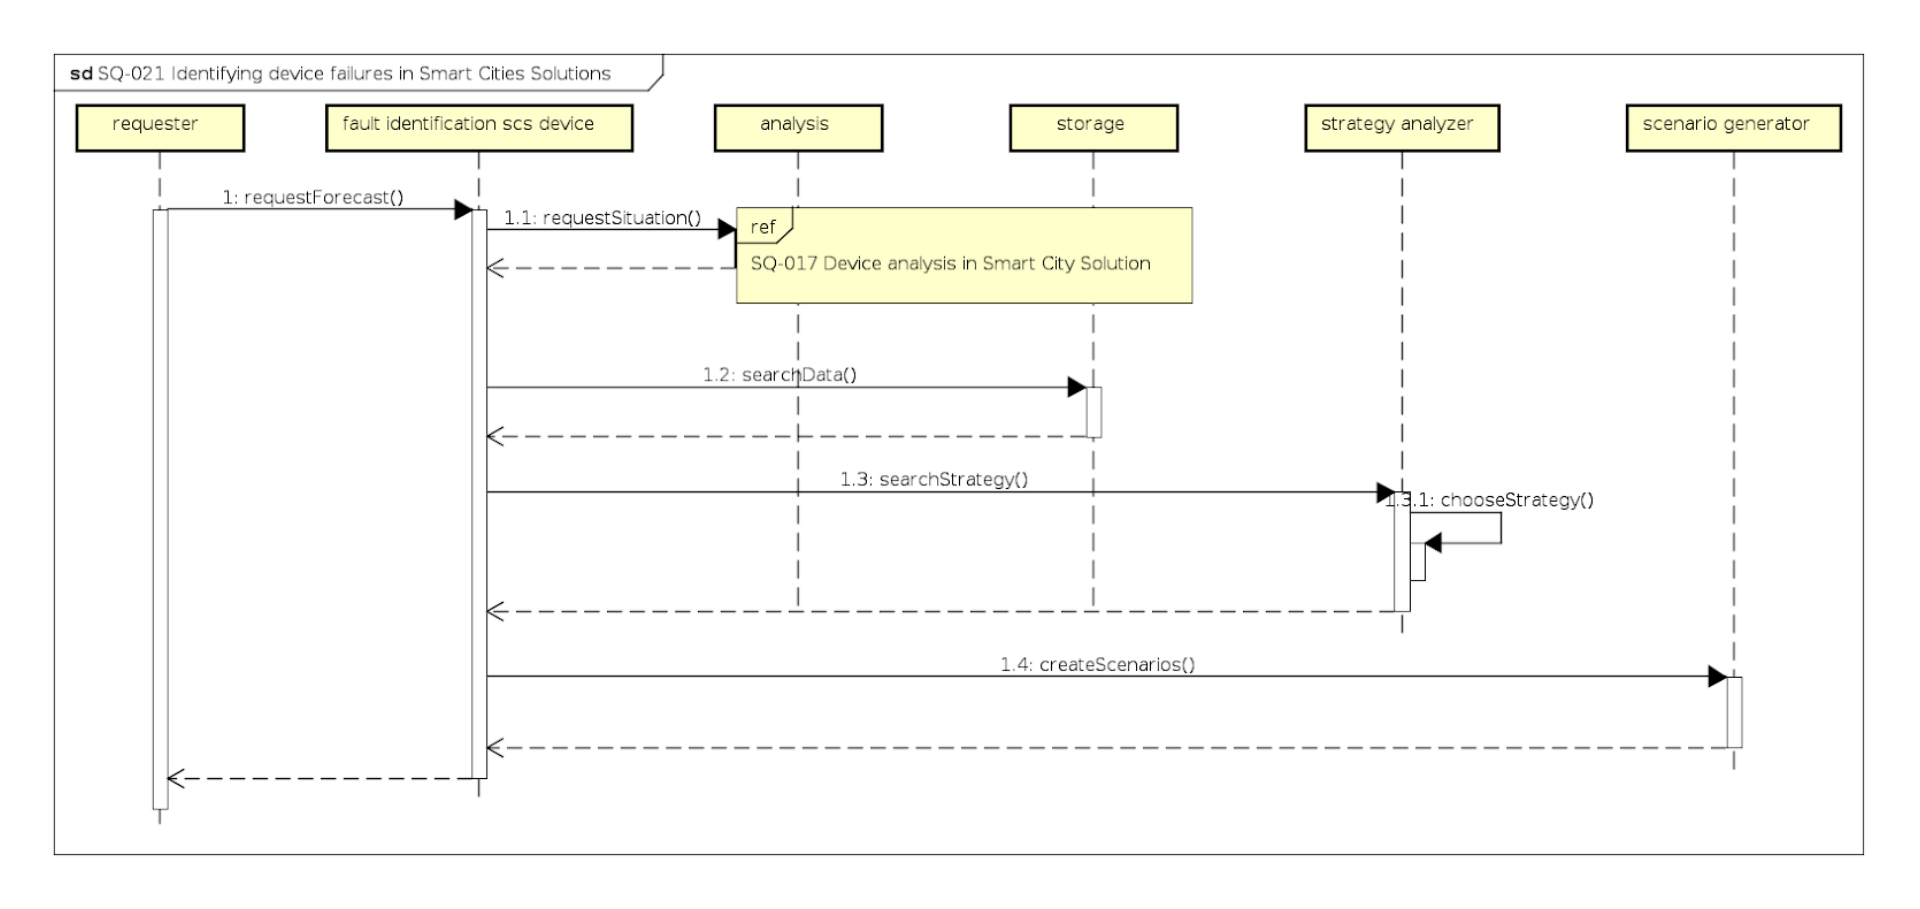 sd SQ-021 Identifying device failures in Smart Cities Solutions
requester
fault identification scs device
analysis
storage
strategy analyzer
scenario generator
1: requestForecast()
1.1: requestSituation()
ref
SQ-017 Device analysis in Smart City Solution
1.2: searchData()
1.3: searchStrategy()
1.3.1: chooseStrategy()
1.4: createScenarios()